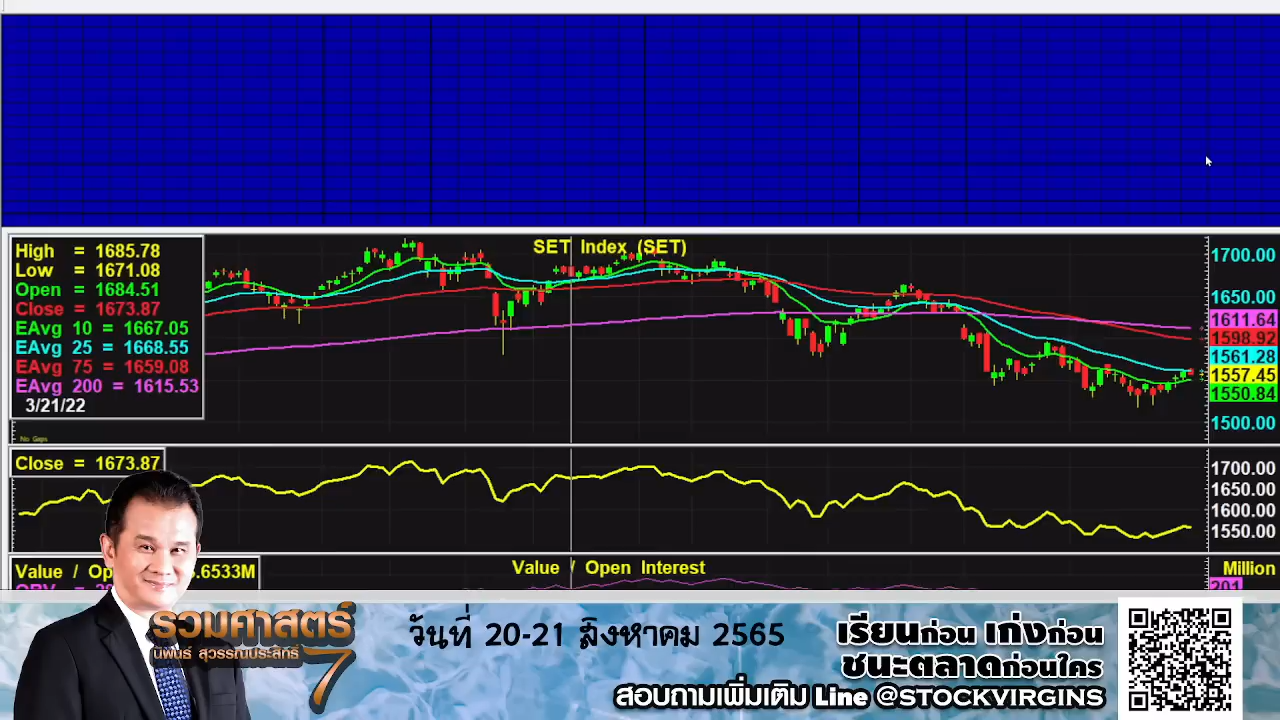 SET Index (SET)
High = 1685.78
Low = 1671.08
Open = 1684.51
Close = 1673.87
EAvg 10 = 1667.05
EAvg 25 = 1668.55
EAvg 75 = 1659.08
EAvg 200 = 1615.53
3/21/22
No Gaps
1700.00
1650.00
1611.64
1598.92
1561.28
1557.45
1550.84
1500.00
Close = 1673.87
1700.00
1650.00
1600.00
1550.00
Value / Open Interest
Value / Op
.6533M
Million
201
รวมศาสตร์
นิพันธ์ สุวรรณประสิทธิ์
7
วันที่ 20-21 สิงหาคม 2565
เรียนก่อน เก่งก่อน
ชนะตลาดก่อนใคร
สอบถามเพิ่มเติม Line @STOCKVIRGINS